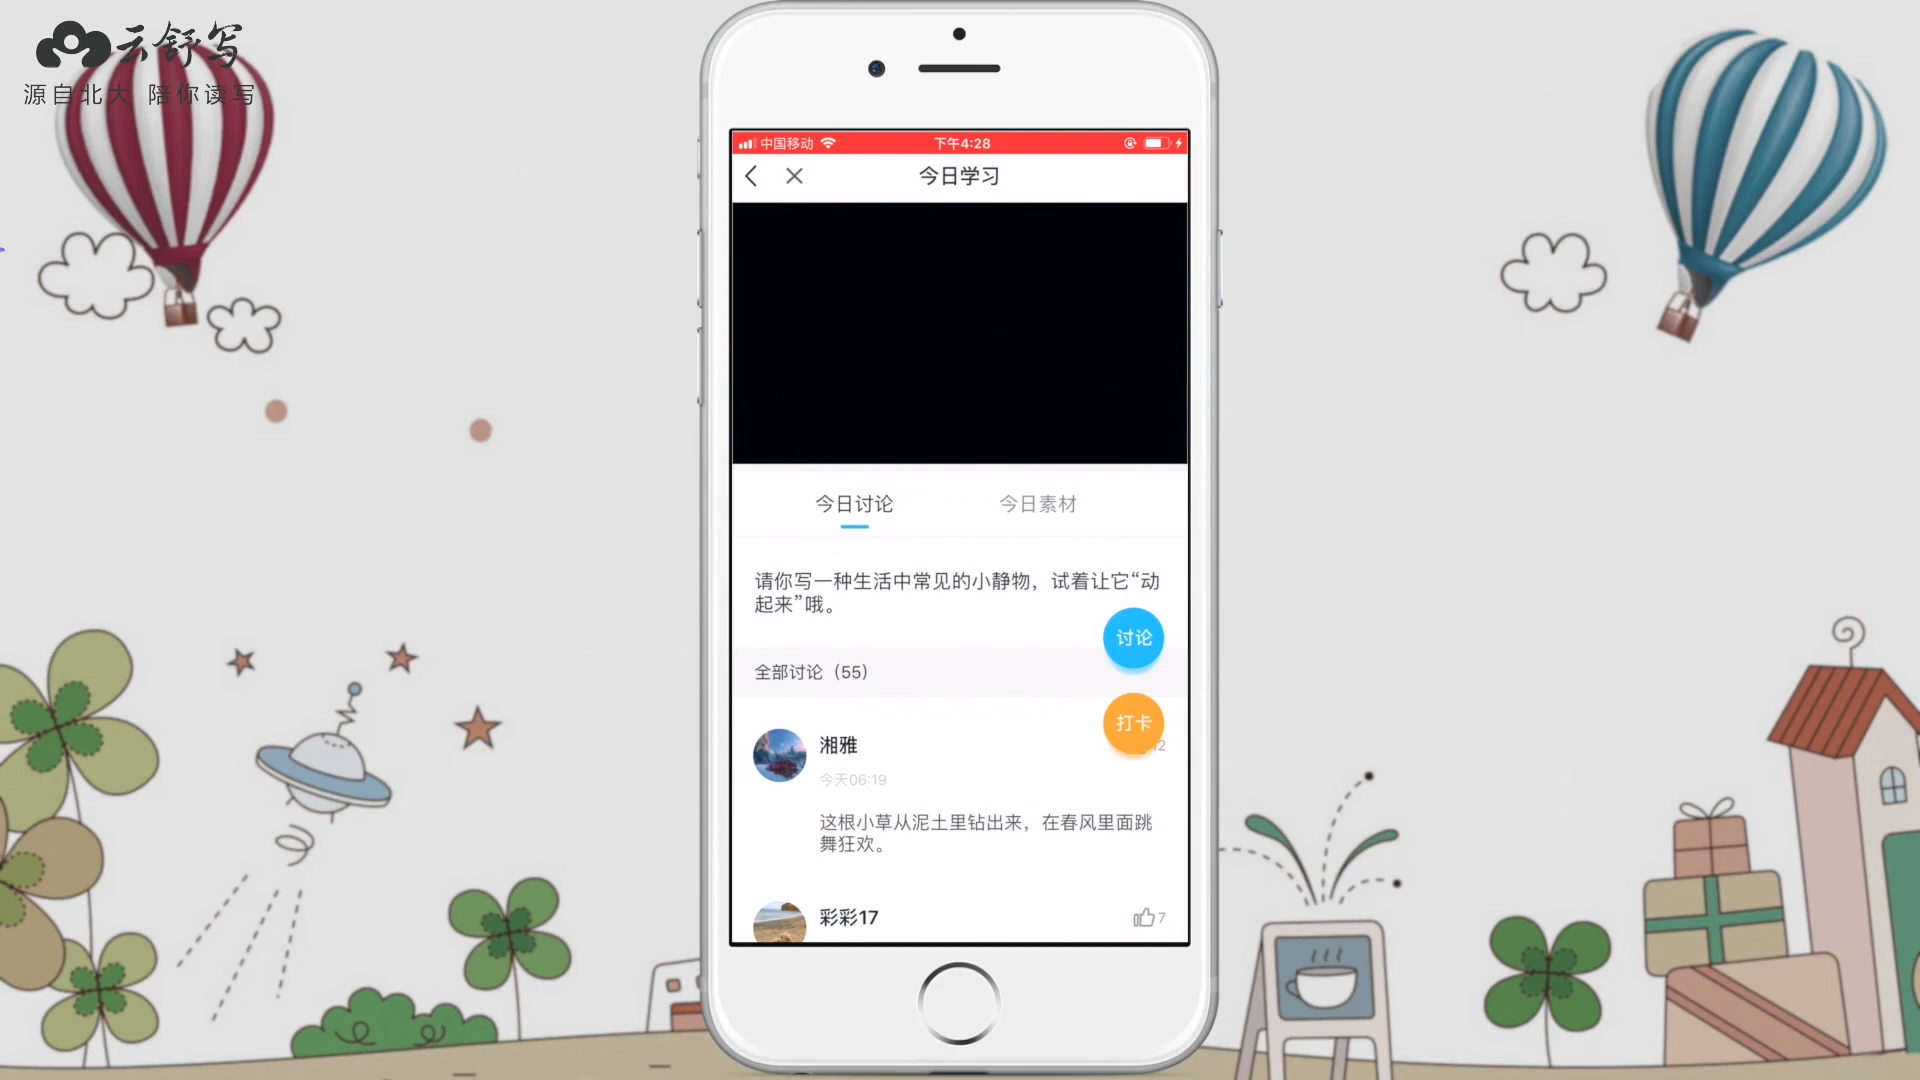 云舒写
源自北大 陪你读写
中国移动
下午4:28
今日学习
今日讨论
今日素材
请你写一种生活中常见的小静物，试着让它“动
起来”哦。
讨论
全部讨论（55）
打卡
湘雅
12
今天06:19
这根小草从泥土里钻出来，在春风里面跳
舞狂欢。
彩彩17
7